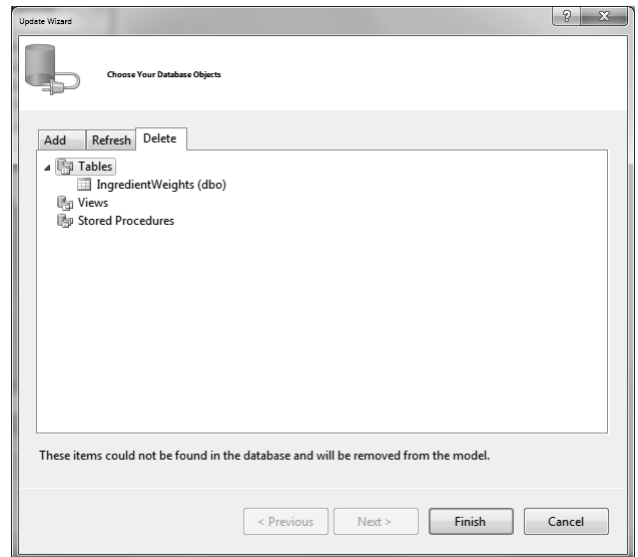 Update Wizard
Choose Your Database Objects
Add Refresh Delete
Tables
IngredientWeights (dbo)
Views
Stored Procedures
These items could not be found in the database and will be removed from the model.
< Previous Next > Finish Cancel